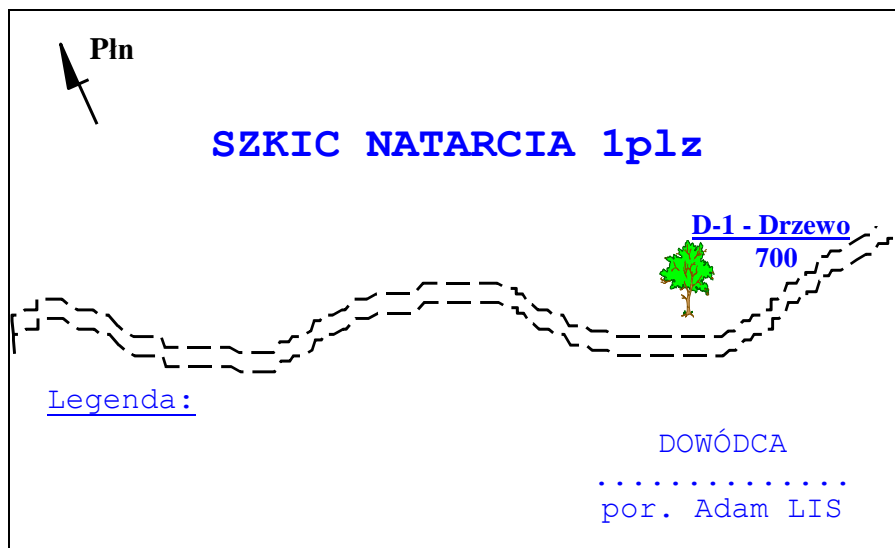 Płn
SZKIC NATARCIA 1plz
D-1 - Drzewo
700
Legenda:
DOWÓDCA
..............
por. Adam LIS